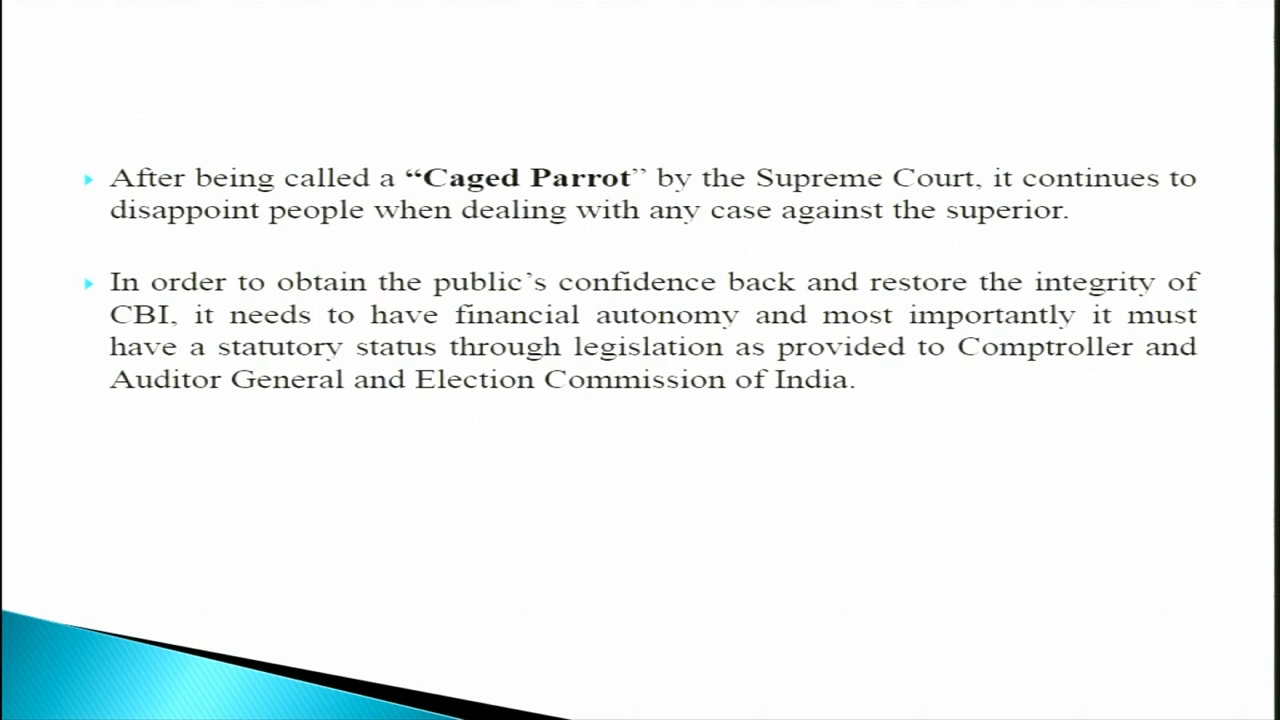 After being called a “Caged Parrot” by the Supreme Court, it continues to
disappoint people when dealing with any case against the superior.
In order to obtain the public’s confidence back and restore the integrity of
CBI, it needs to have financial autonomy and most importantly it must
have a statutory status through legislation as provided to Comptroller and
Auditor General and Election Commission of India.